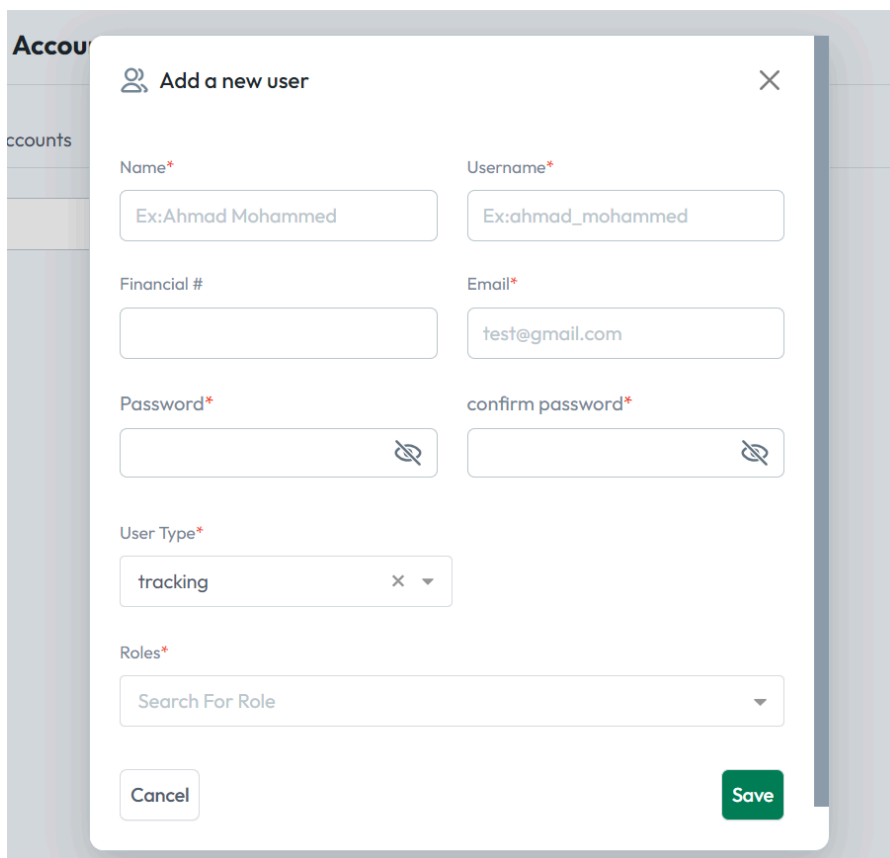 Accou
Add a new user
ccounts
Name* Username*
Ex:Ahmad Mohammed Ex:ahmad_mohammed
Financial # Email*
test@gmail.com
Password* confirm password*
User Type*
tracking
Roles*
Search For Role
Cancel Save